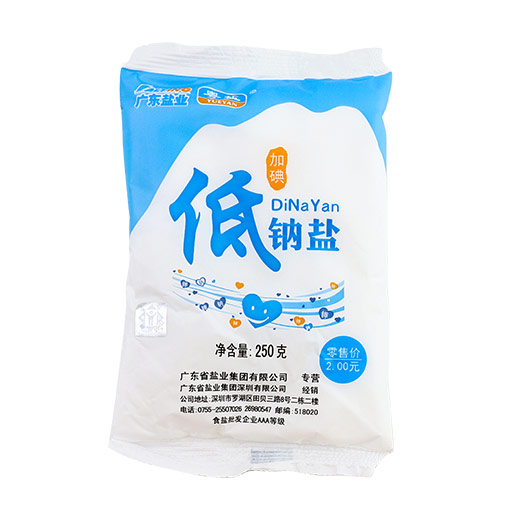 广东盐业
粤盐
YUEYAN
加碘
低钠盐
DiNaYan
净含量: 250克
零售价
2.00元
广东省盐业集团有限公司 专营
广东省盐业集团深圳有限公司 经销
公司地址: 深圳市罗湖区田贝三路8号二栋二楼
电话: 0755-25507026 26980547 邮编: 518020
食盐批发企业AAA等级